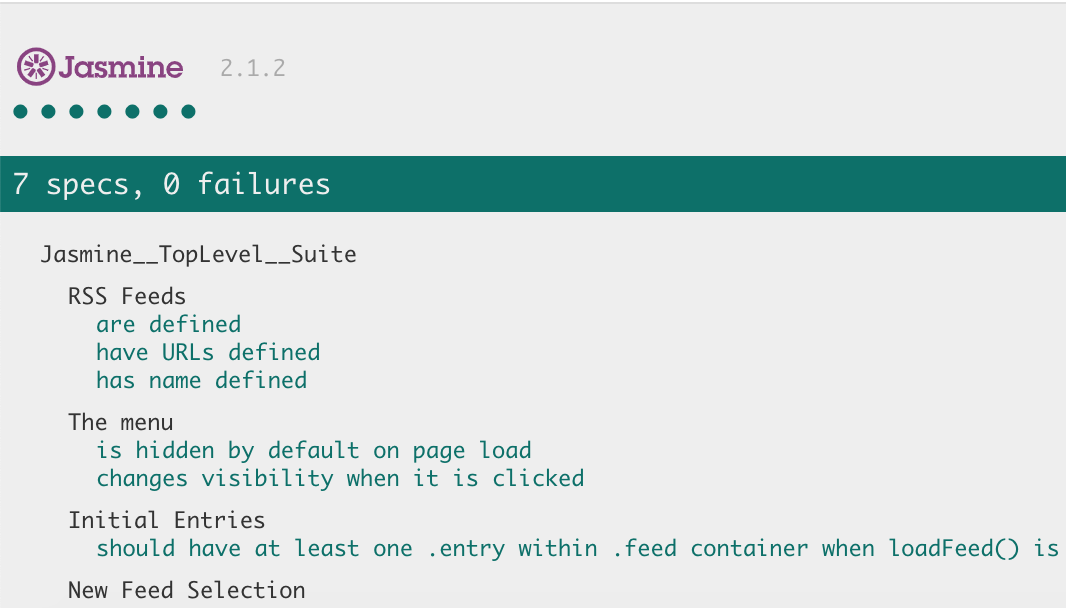 Jasmine 2.1.2
7 specs, 0 failures
Jasmine__TopLevel__Suite
RSS Feeds
are defined
have URLs defined
has name defined
The menu
is hidden by default on page load
changes visibility when it is clicked
Initial Entries
should have at least one .entry within .feed container when loadFeed() is
New Feed Selection